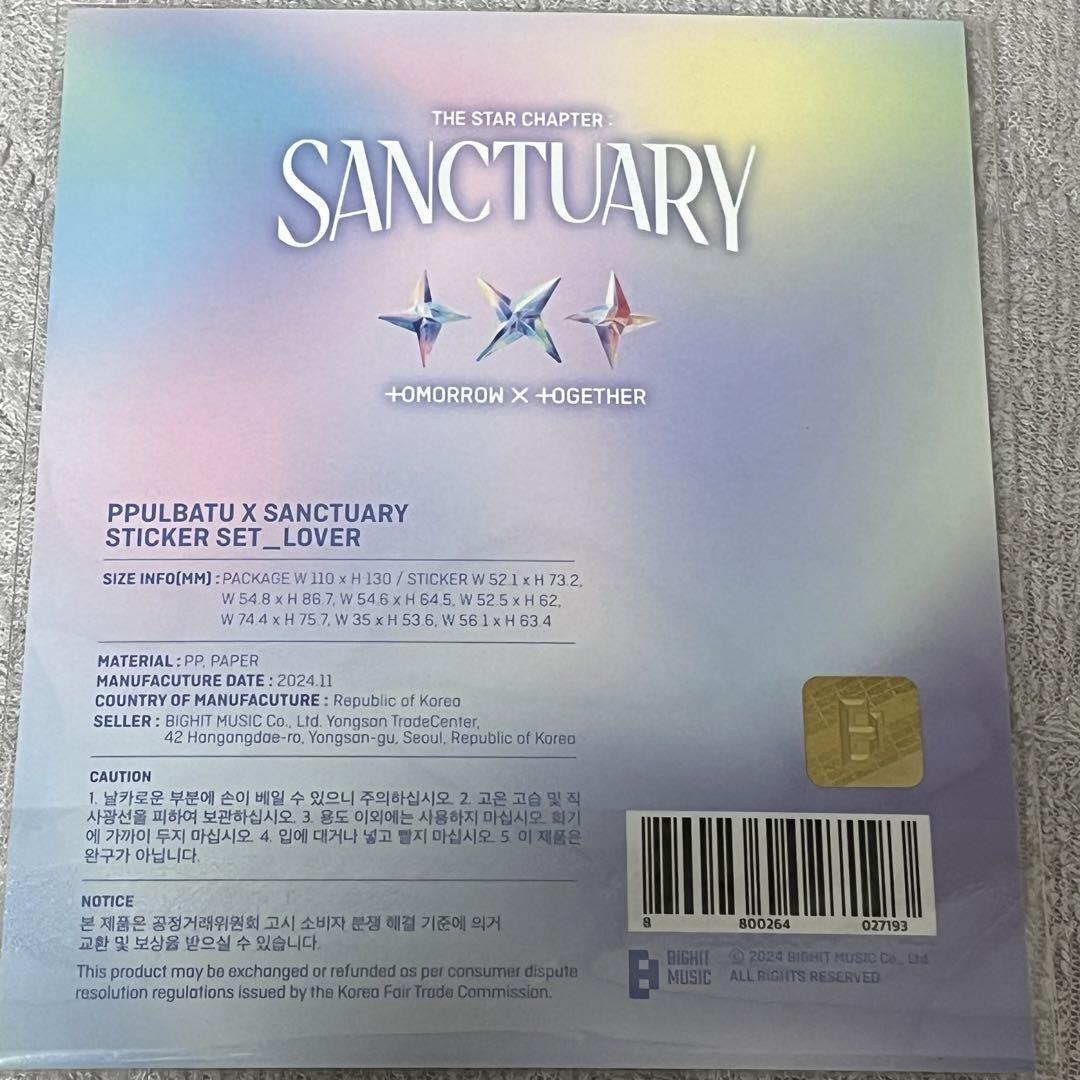 THE STAR CHAPTER :
SANCTUARY
TOMORROW X TOGETHER
PPULBATU X SANCTUARY
STICKER SET_LOVER
SIZE INFO(MM) : PACKAGE W 110 x H 130 / STICKER W 52.1 x H 73.2,
W 54.8 x H 86.7, W 54.6 x H 64.5, W 52.5 x H 62,
W 74.4 x H 75.7, W 35 x H 53.6, W 56.1 x H 63.4
MATERIAL : PP, PAPER
MANUFACUTURE DATE : 2024.11
COUNTRY OF MANUFACUTURE : Republic of Korea
SELLER : BIGHIT MUSIC Co., Ltd. Yongsan TradeCenter,
42 Hangangdae-ro, Yongsan-gu, Seoul, Republic of Korea
CAUTION
1. 날카로운 부분에 손이 베일 수 있으니 주의하십시오. 2. 고온 고습 및 직
사광선을 피하여 보관하십시오. 3. 용도 이외에는 사용하지 마십시오. 화기
에 가까이 두지 마십시오. 4. 입에 대거나 넣고 빨지 마십시오. 5. 이 제품은
완구가 아닙니다.
NOTICE
본 제품은 공정거래위원회 고시 소비자 분쟁 해결 기준에 의거
교환 및 보상을 받으실 수 있습니다.
This product may be exchanged or refunded as per consumer dispute
resolution regulations issued by the Korea Fair Trade Commission.
8 800264 027193
BIGHIT
MUSIC
© 2024 BIGHIT MUSIC Co., Ltd.
ALL RIGHTS RESERVED